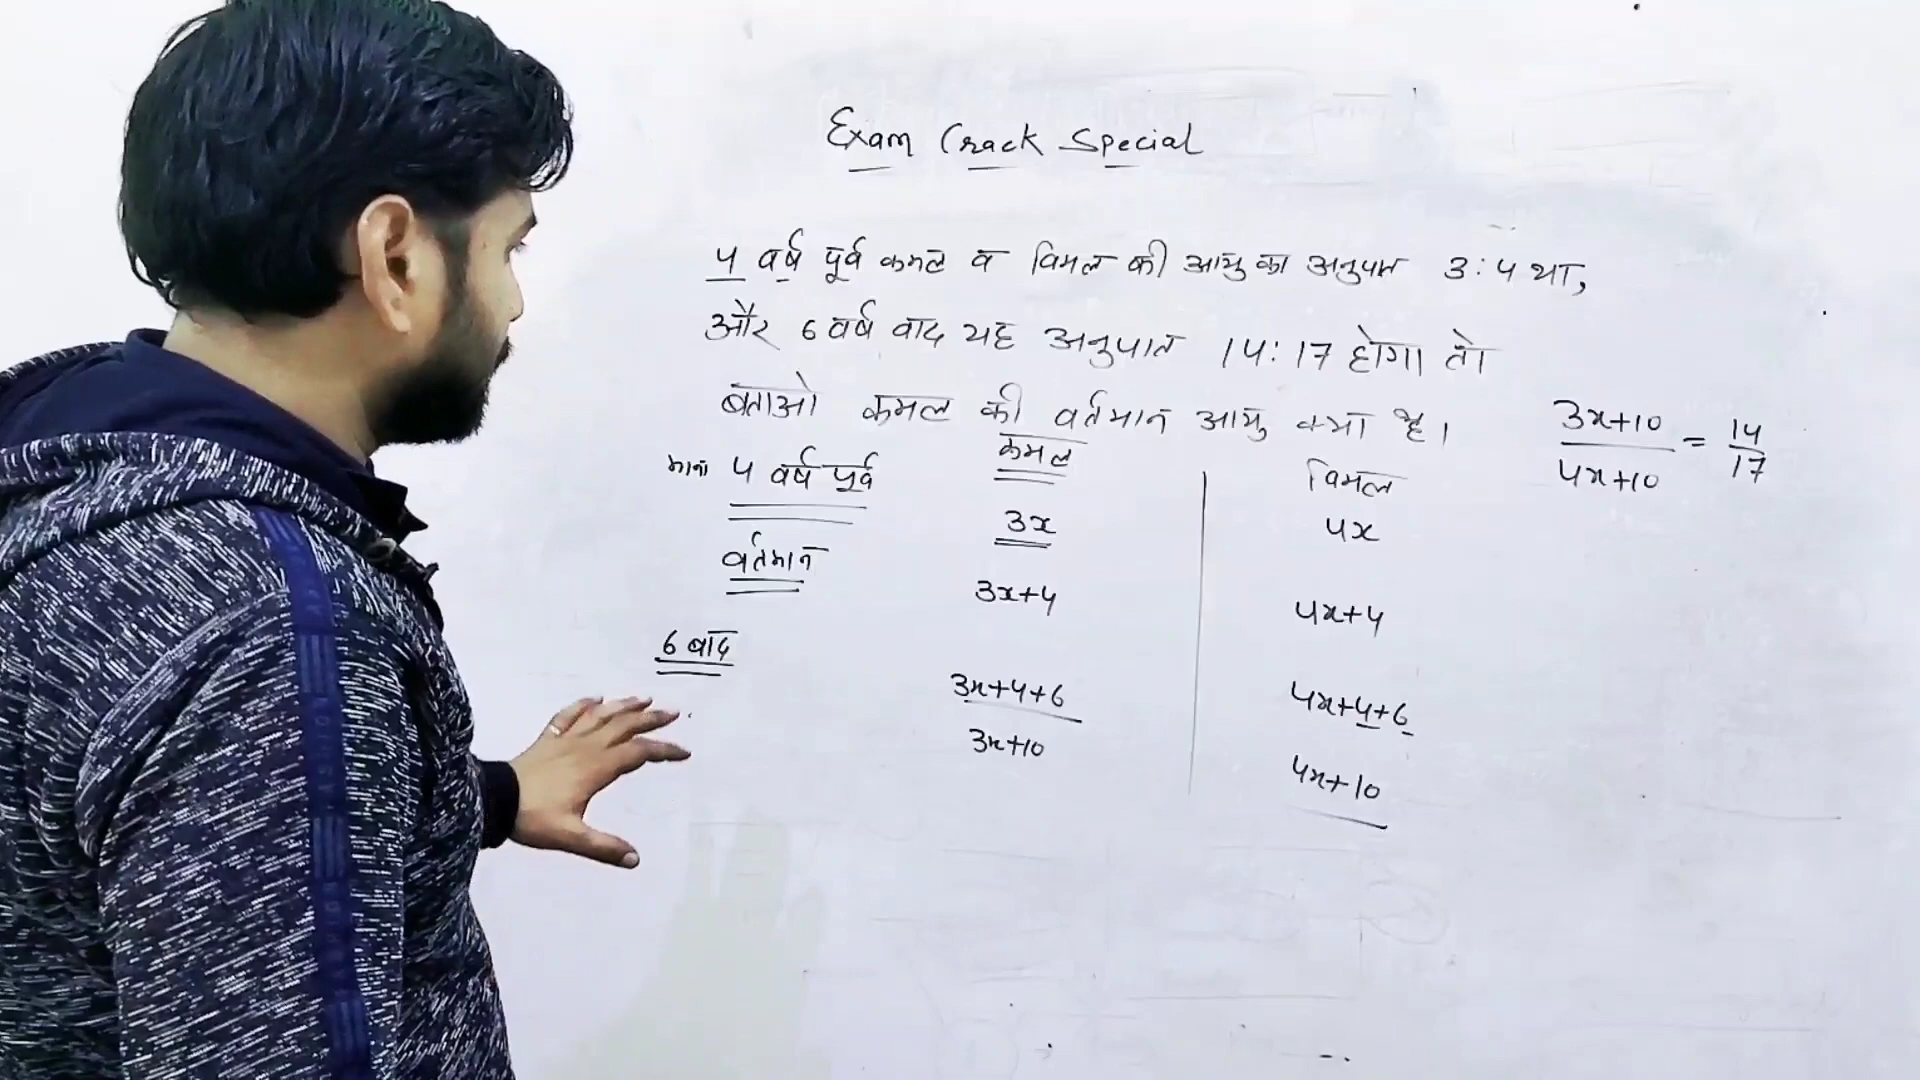 Exam Crack Special
4 वर्ष पूर्व कमल व विमल की आयु का अनुपात 3:4 था,
और 6 वर्ष बाद यह अनुपात 14:17 होगा तो
बताओ कमल की वर्तमान आयु क्या है।
माना 4 वर्ष पूर्व कमल विमल
3x 4x
वर्तमान 3x+4 4x+4
6 बाद 3x+4+6 4x+4+6
3x+10 4x+10
3x+10 / 4x+10 = 14 / 17